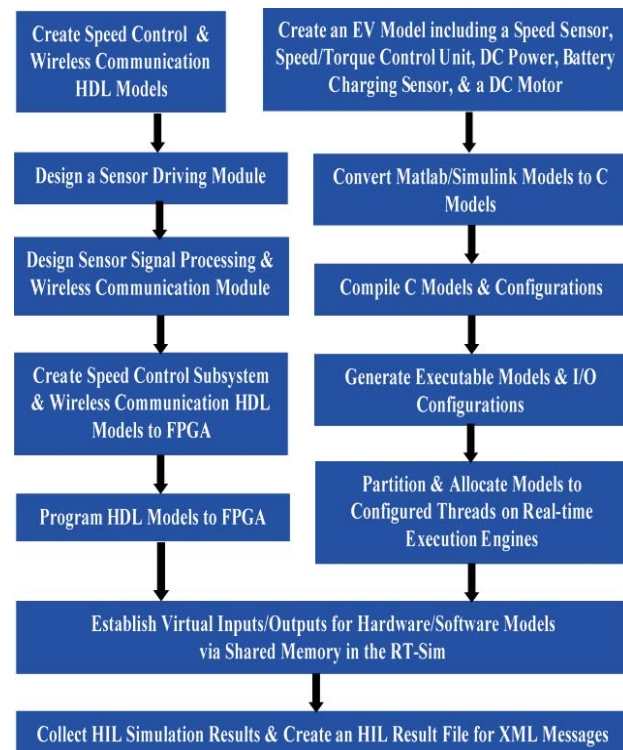 Create Speed Control & 
Wireless Communication
HDL Models
Design a Sensor Driving Module
Design Sensor Signal Processing &
Wireless Communication Module
Create Speed Control Subsystem
& Wireless Communication HDL
Models to FPGA
Program HDL Models to FPGA
Create an EV Model including a Speed Sensor,
Speed/Torque Control Unit, DC Power, Battery
Charging Sensor, & a DC Motor
Convert Matlab/Simulink Models to C
Models
Compile C Models & Configurations
Generate Executable Models & I/O
Configurations
Partition & Allocate Models to
Configured Threads on Real-time
Execution Engines
Establish Virtual Inputs/Outputs for Hardware/Software Models
via Shared Memory in the RT-Sim
Collect HIL Simulation Results & Create an HIL Result File for XML Messages